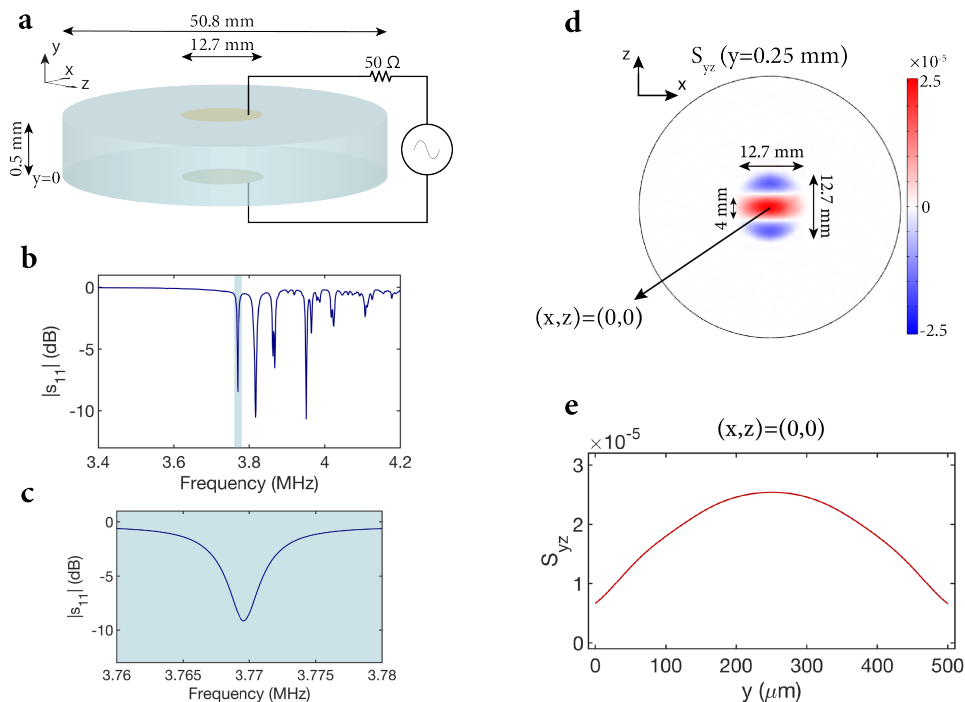 a
50.8 mm
12.7 mm
y
x
z
50 Ω
0.5 mm
y=0
b
0
-5
-10
|s11| (dB)
3.4
3.6
3.8
4
4.2
Frequency (MHz)
c
0
-5
-10
|s11| (dB)
3.76
3.765
3.77
3.775
3.78
Frequency (MHz)
d
z
x
Syz (y=0.25 mm)
×10-5
2.5
0
-2.5
12.7 mm
4 mm
12.7 mm
(x,z)=(0,0)
e
(x,z)=(0,0)
×10-5
3
2
1
0
Syz
0
100
200
300
400
500
y (μm)